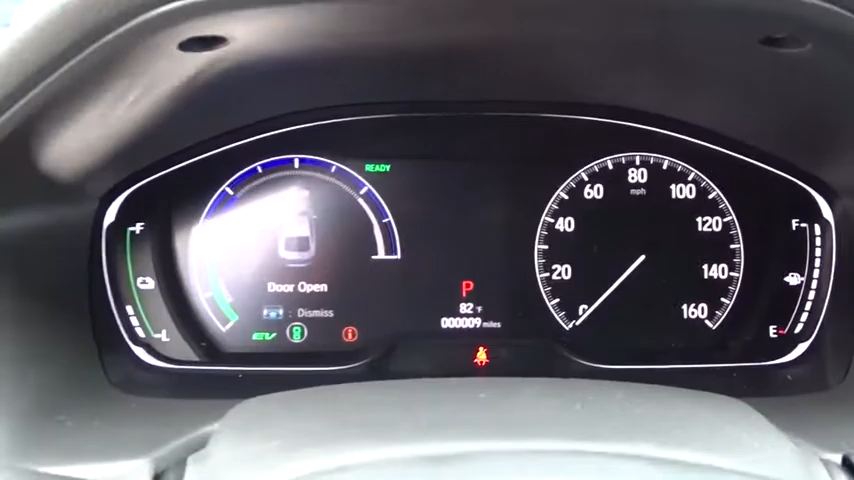 READY
F
L
Door Open
: Dismiss
EV
P
82°F
000009 miles
0
20
40
60
80
100
120
140
160
mph
F
E